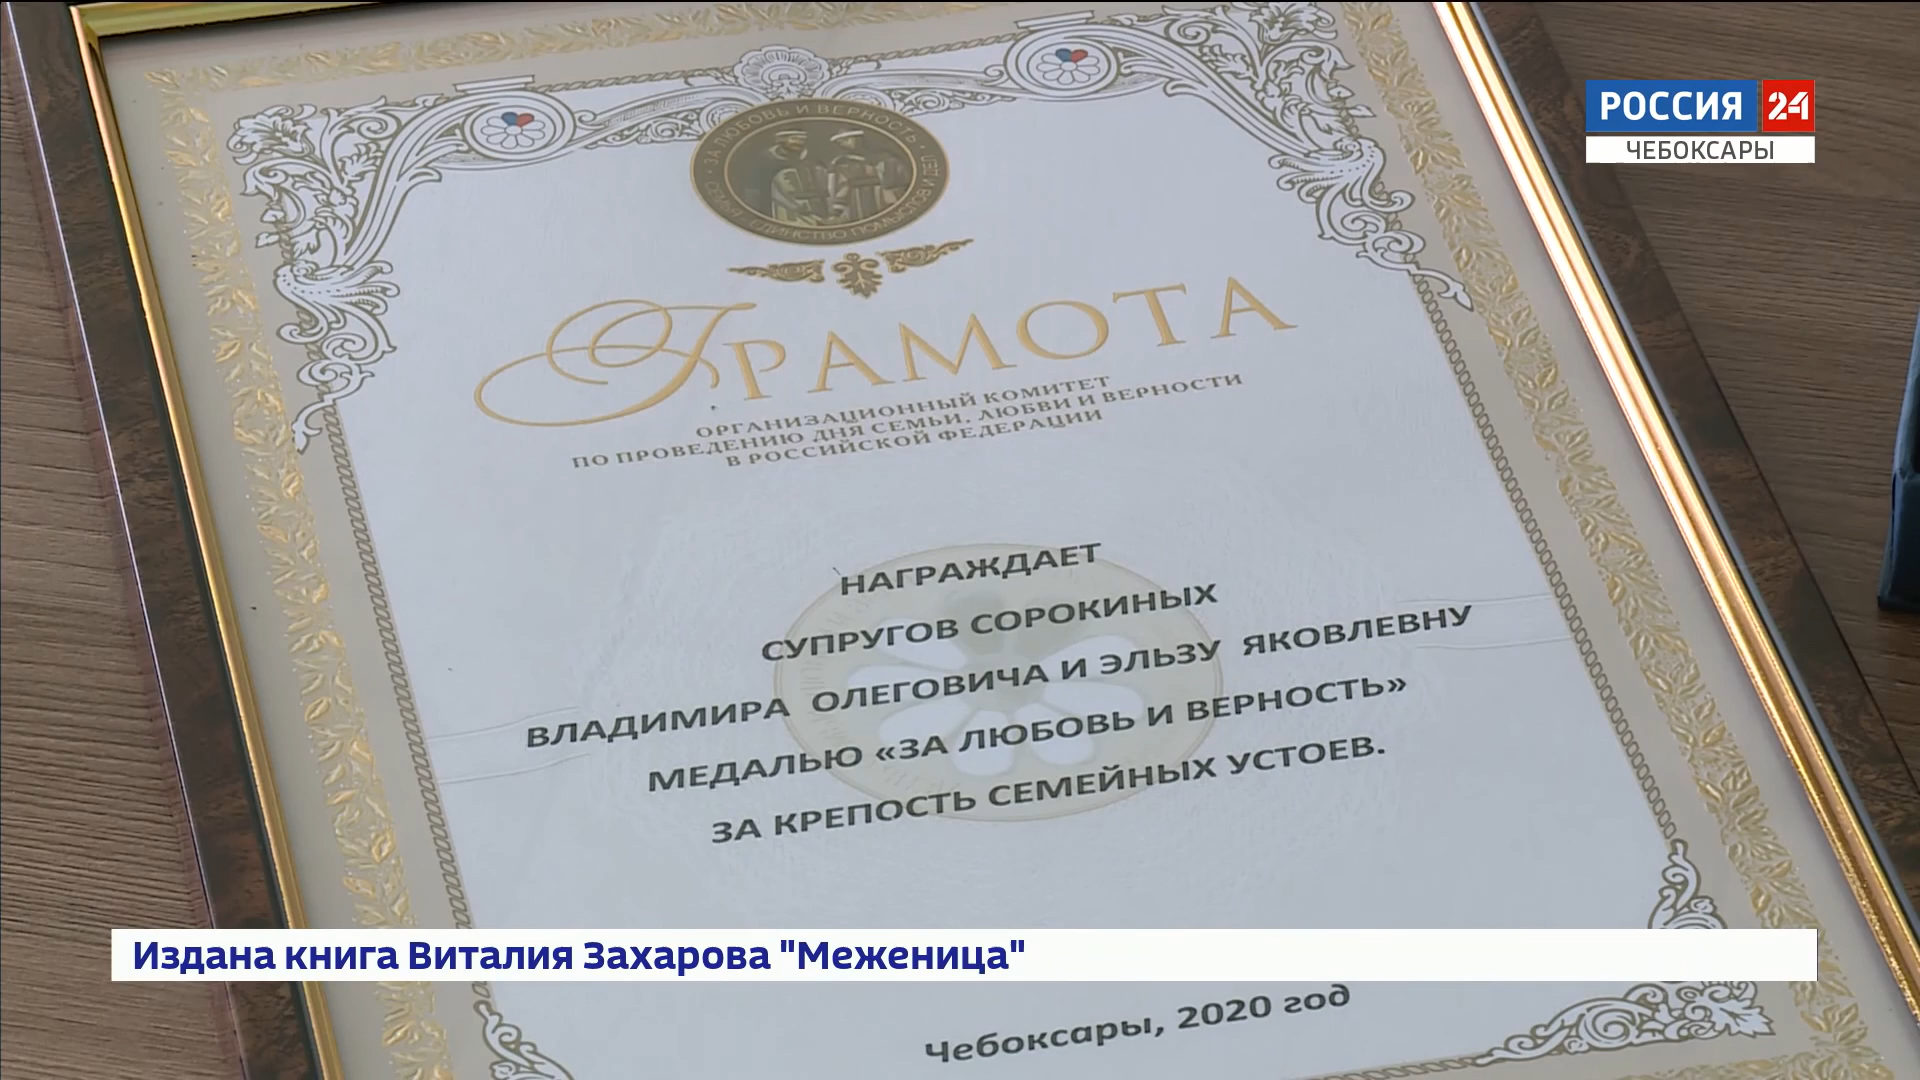 РОССИЯ 24
ЧЕБОКСАРЫ
ЗА ЛЮБОВЬ И ВЕРНОСТЬ
ГРАМОТА
ОРГАНИЗАЦИОННЫЙ КОМИТЕТ
ПО ПРОВЕДЕНИЮ ДНЯ СЕМЬИ, ЛЮБВИ И ВЕРНОСТИ
В РОССИЙСКОЙ ФЕДЕРАЦИИ
НАГРАЖДАЕТ
СУПРУГОВ СОРОКИНЫХ
ВЛАДИМИРА ОЛЕГОВИЧА И ЭЛЬЗУ ЯКОВЛЕВНУ
МЕДАЛЬЮ «ЗА ЛЮБОВЬ И ВЕРНОСТЬ»
ЗА КРЕПОСТЬ СЕМЕЙНЫХ УСТОЕВ.
Издана книга Виталия Захарова "Меженица"
Чебоксары, 2020 год